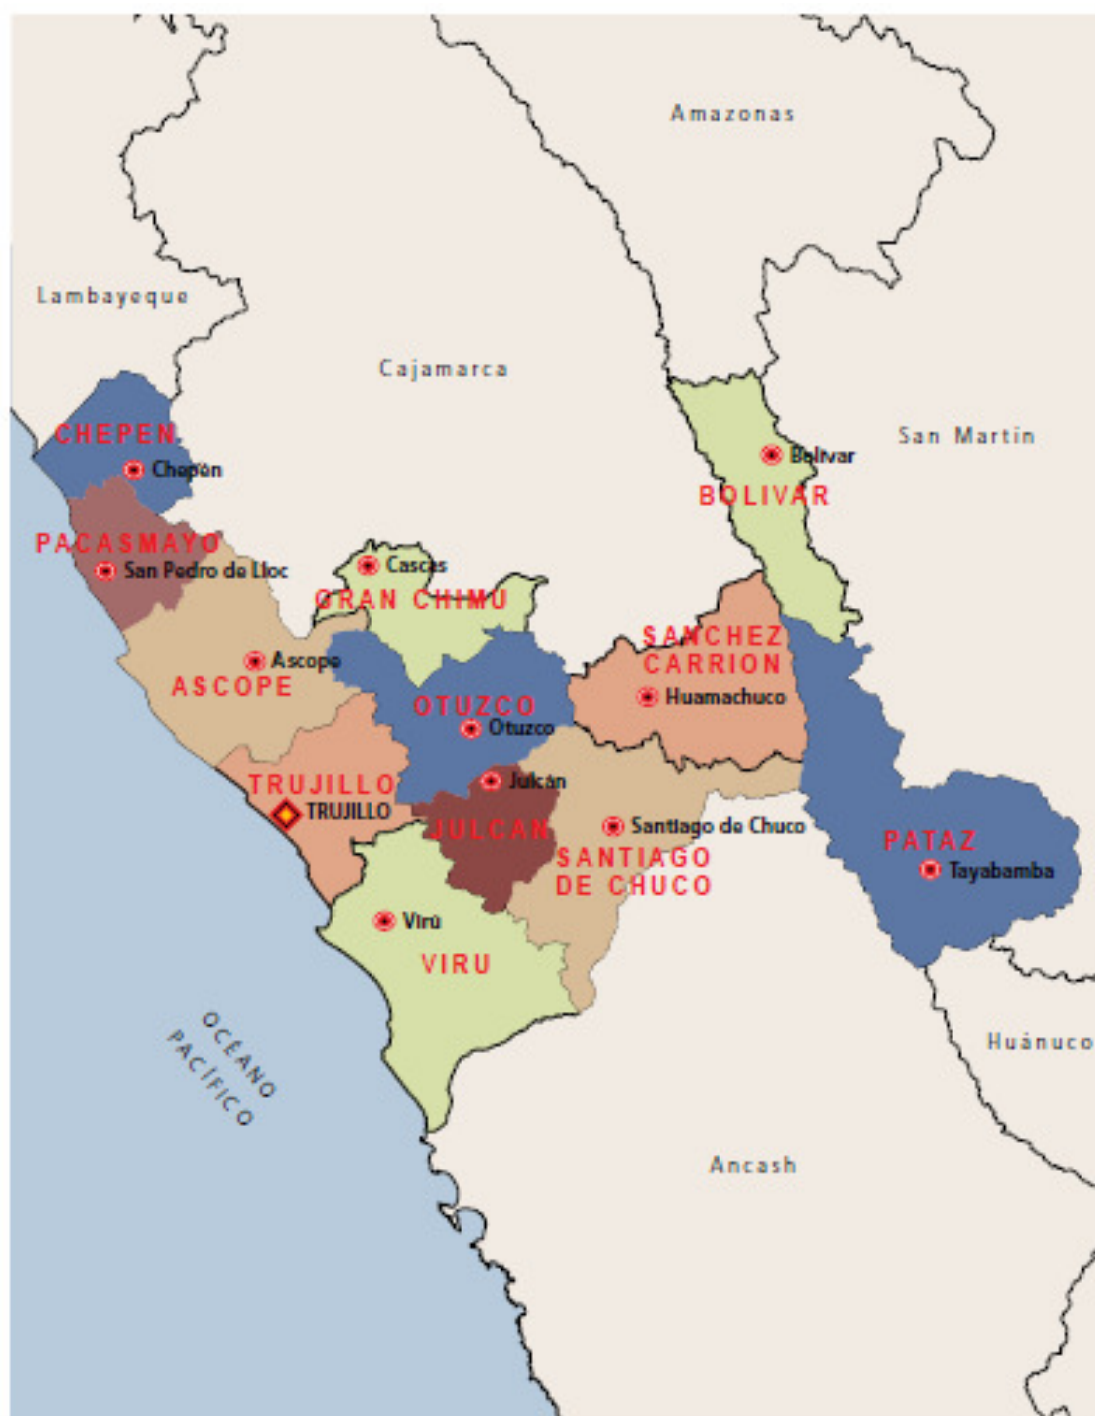 Amazonas
Lambayeque
Cajamarca
San Martin
CHEPEN
Chepén
Bolívar
BOLIVAR
PACASMAYO
San Pedro de Lloc
Cascas
GRAN CHIMU
SANCHEZ
CARRION
Huamachuco
Ascope
ASCOPE
OTUZCO
Otuzco
TRUJILLO
TRUJILLO
Julcán
JULCAN
Santiago de Chuco
SANTIAGO
DE CHUCO
PATAZ
Tayabamba
Virú
VIRU
OCÉANO
PACÍFICO
Huánuco
Ancash